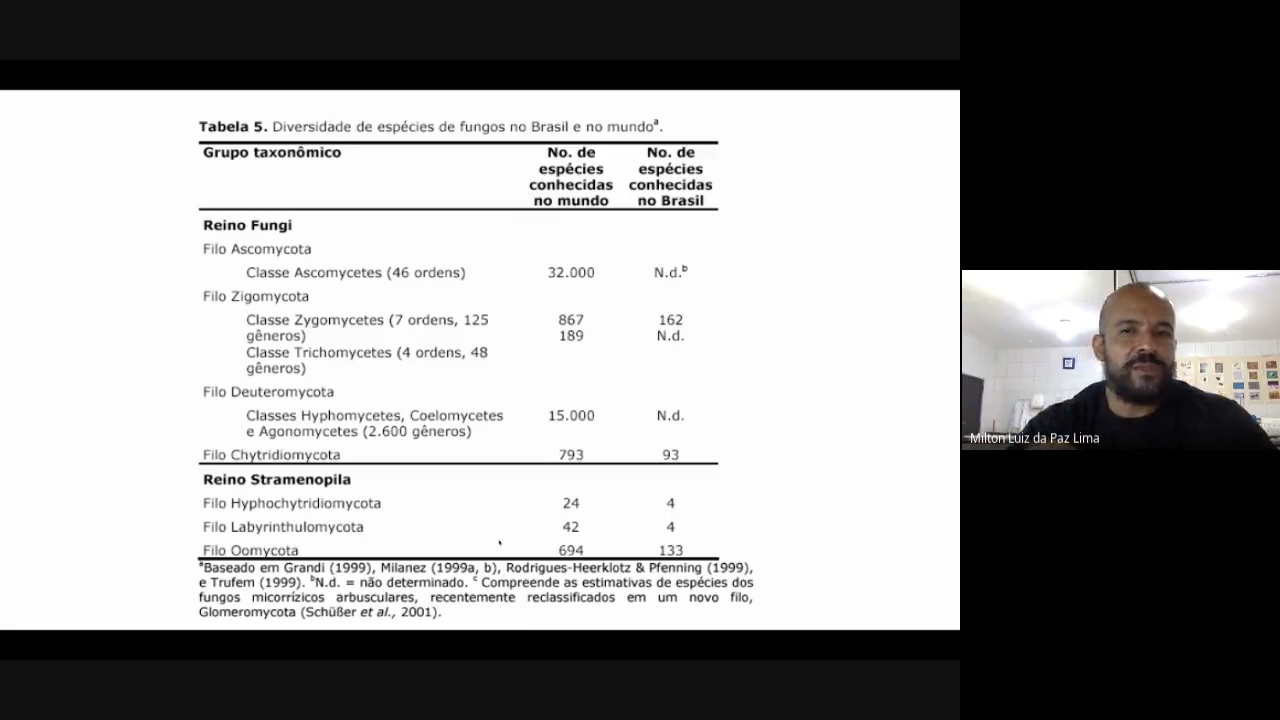 Tabela 5. Diversidade de espécies de fungos no Brasil e no mundoª.
Grupo taxonômico No. de espécies conhecidas no mundo No. de espécies conhecidas no Brasil
Reino Fungi
Filo Ascomycota
Classe Ascomycetes (46 ordens) 32.000 N.d.b
Filo Zigomycota
Classe Zygomycetes (7 ordens, 125 867 162
gêneros) 189 N.d.
Classe Trichomycetes (4 ordens, 48
gêneros)
Filo Deuteromycota
Classes Hyphomycetes, Coelomycetes 15.000 N.d.
e Agonomycetes (2.600 gêneros)
Filo Chytridiomycota 793 93
Reino Stramenopila
Filo Hyphochytridiomycota 24 4
Filo Labyrinthulomycota 42 4
Filo Oomycota 694 133
ªBaseado em Grandi (1999), Milanez (1999a, b), Rodrigues-Heerklotz & Pfenning (1999),
e Trufem (1999). bN.d. = não determinado. c Compreende as estimativas de espécies dos
fungos micorrízicos arbusculares, recentemente reclassificados em um novo filo,
Glomeromycota (Schüßer et al., 2001).
Milton Luiz da Paz Lima